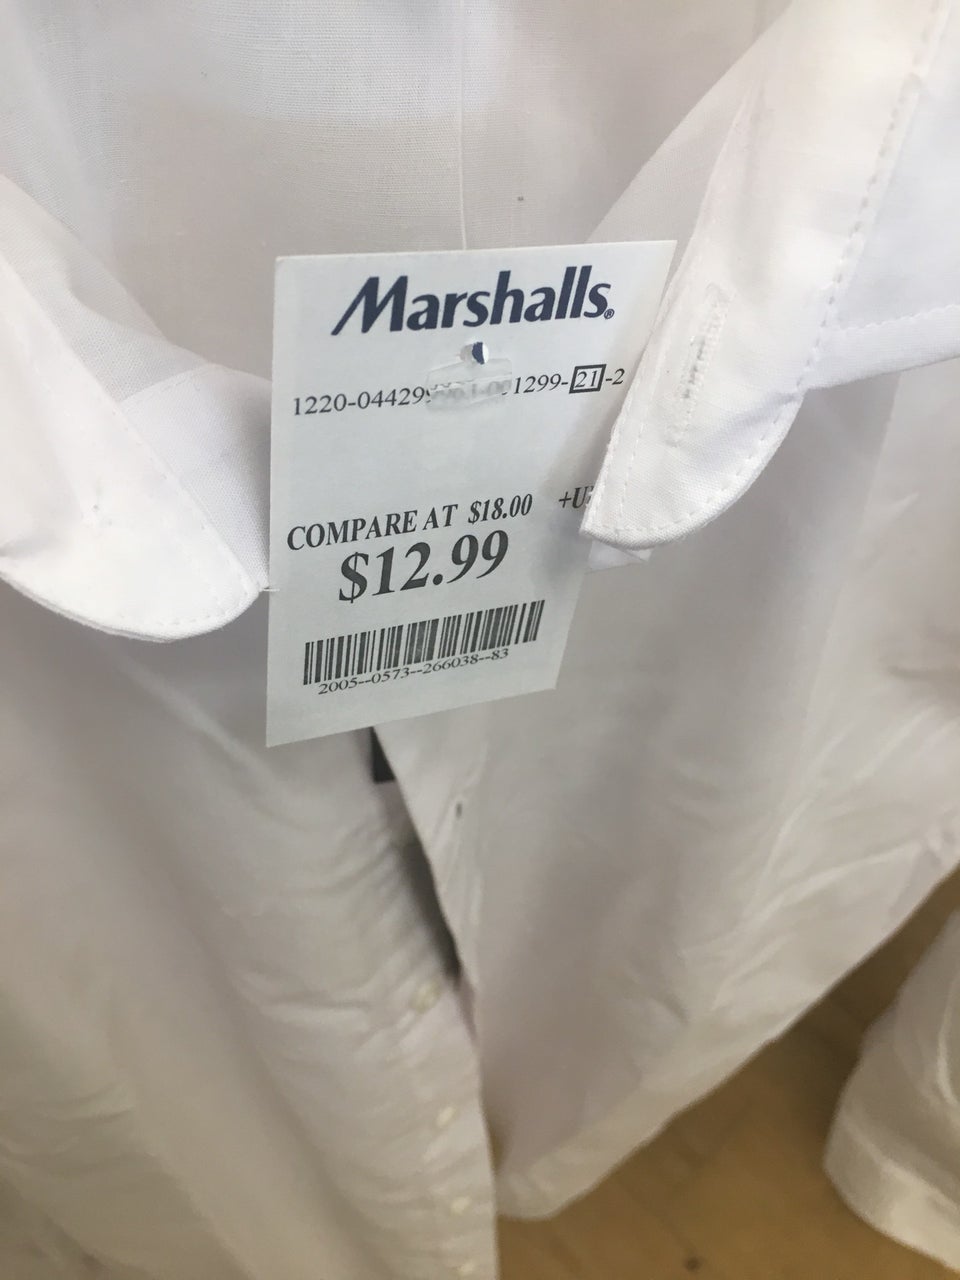 Marshalls®
1220-04429 1299-21-2
COMPARE AT $18.00
$12.99
2005--0573--266038--83